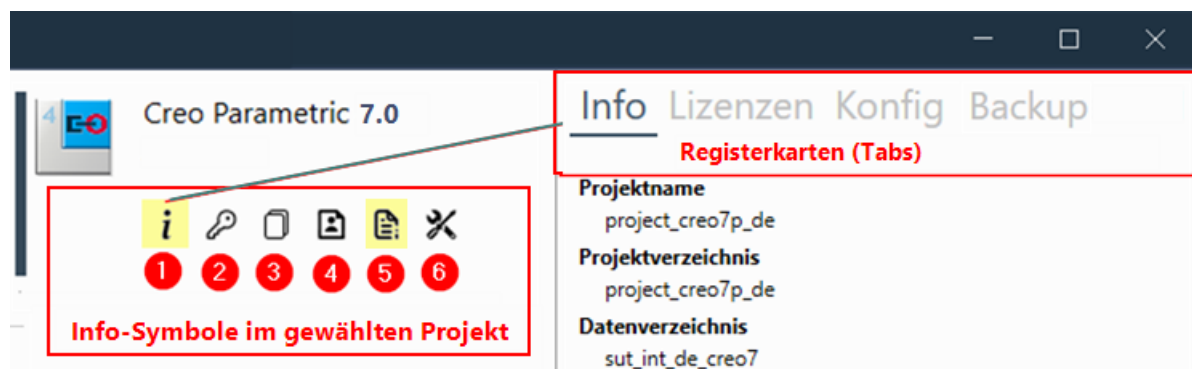 Creo Parametric 7.0
Info Lizenzen Konfig Backup
Registerkarten (Tabs)
1 2 3 4 5 6
Info-Symbole im gewählten Projekt
Projektname
project_creo7p_de
Projektverzeichnis
project_creo7p_de
Datenverzeichnis
sut_int_de_creo7